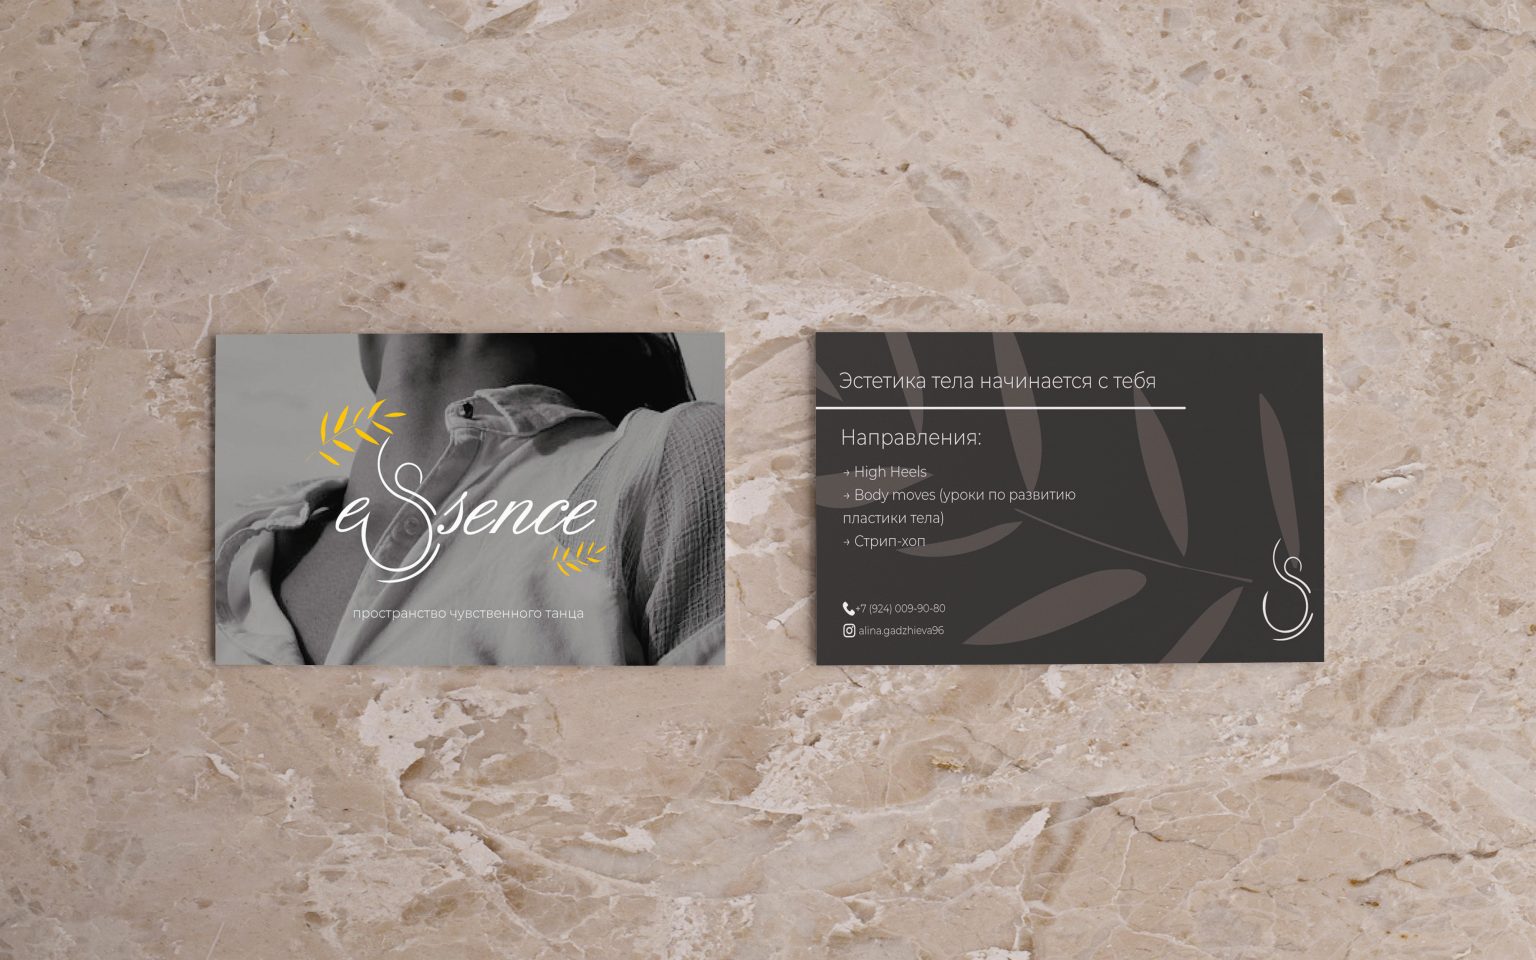 essence
пространство чувственного танца
Эстетика тела начинается с тебя
Направления:
→ High Heels
→ Body moves (уроки по развитию
пластики тела)
→ Стрип-хоп
+7 (924) 009-90-80
alina.gadzhieva96